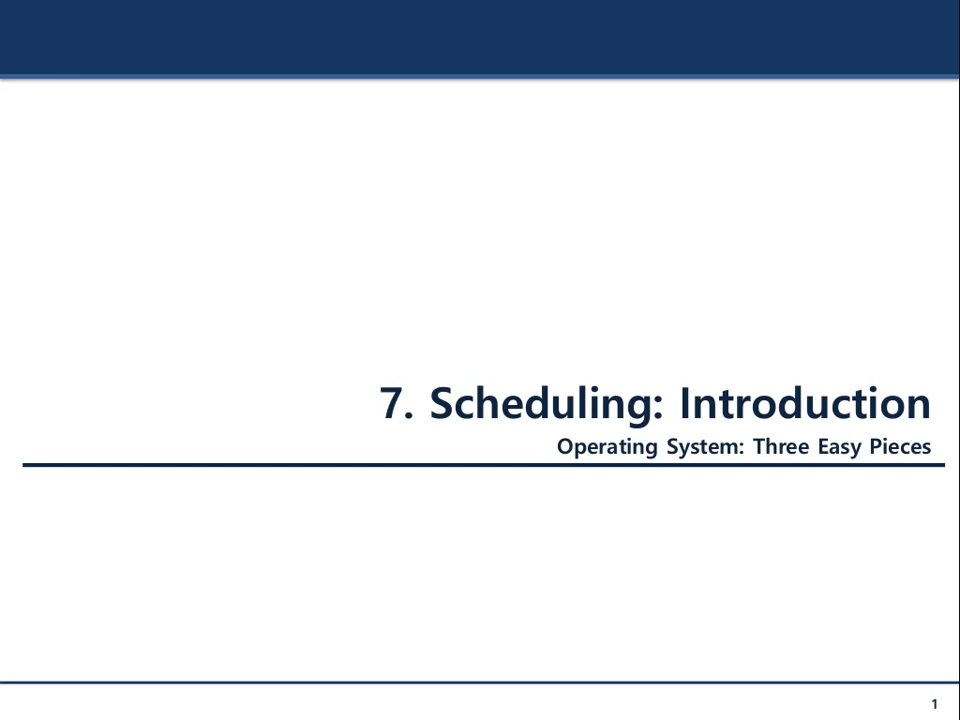 7. Scheduling: Introduction
Operating System: Three Easy Pieces
1